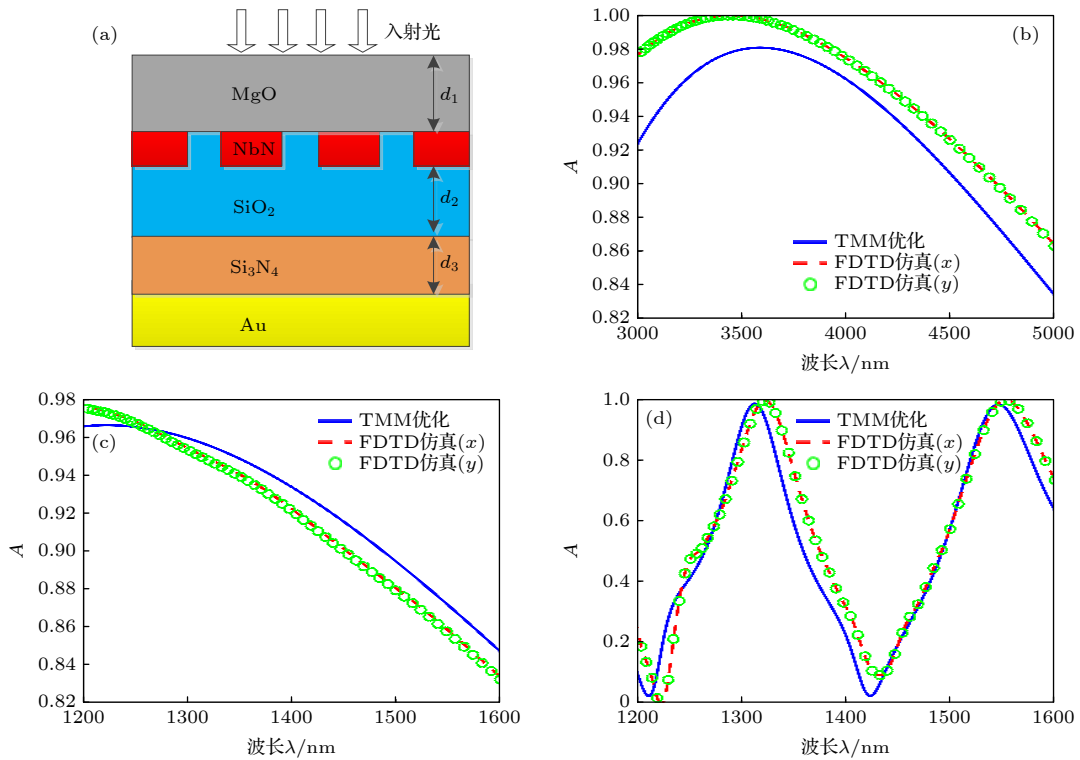 (a)
入射光
MgO
d₁
NbN
SiO₂
d₂
Si₃N₄
d₃
Au
(b)
1.00
0.98
0.94
0.92
0.90
0.88
0.86
0.84
0.82
A
TMM优化
FDTD仿真(x)
FDTD仿真(y)
3000 3500 4000 4500 5000
波长λ/nm
(c)
0.98
0.96
0.94
0.92
0.90
0.88
0.86
0.84
0.82
A
TMM优化
FDTD仿真(x)
FDTD仿真(y)
1200 1300 1400 1500 1600
波长λ/nm
(d)
1.0
0.8
0.6
0.4
0.2
0
A
TMM优化
FDTD仿真(x)
FDTD仿真(y)
1200 1300 1400 1500 1600
波长λ/nm